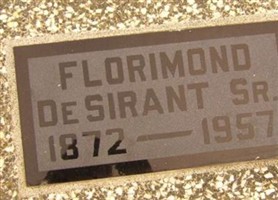 FLORIMOND
DeSIRANT SR.
1872 — 1957